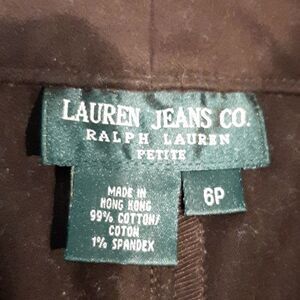 LAUREN JEANS CO.
RALPH LAUREN
PETITE
MADE IN
HONG KONG
99% COTTON/
COTON
1% SPANDEX
6P